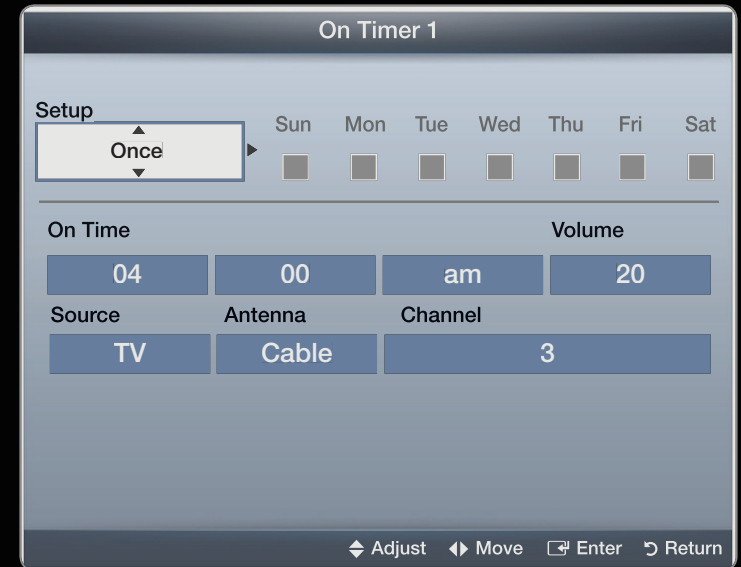 On Timer 1
Setup
Once
Sun Mon Tue Wed Thu Fri Sat
On Time Volume
04 00 am 20
Source Antenna Channel
TV Cable 3
Adjust Move Enter Return